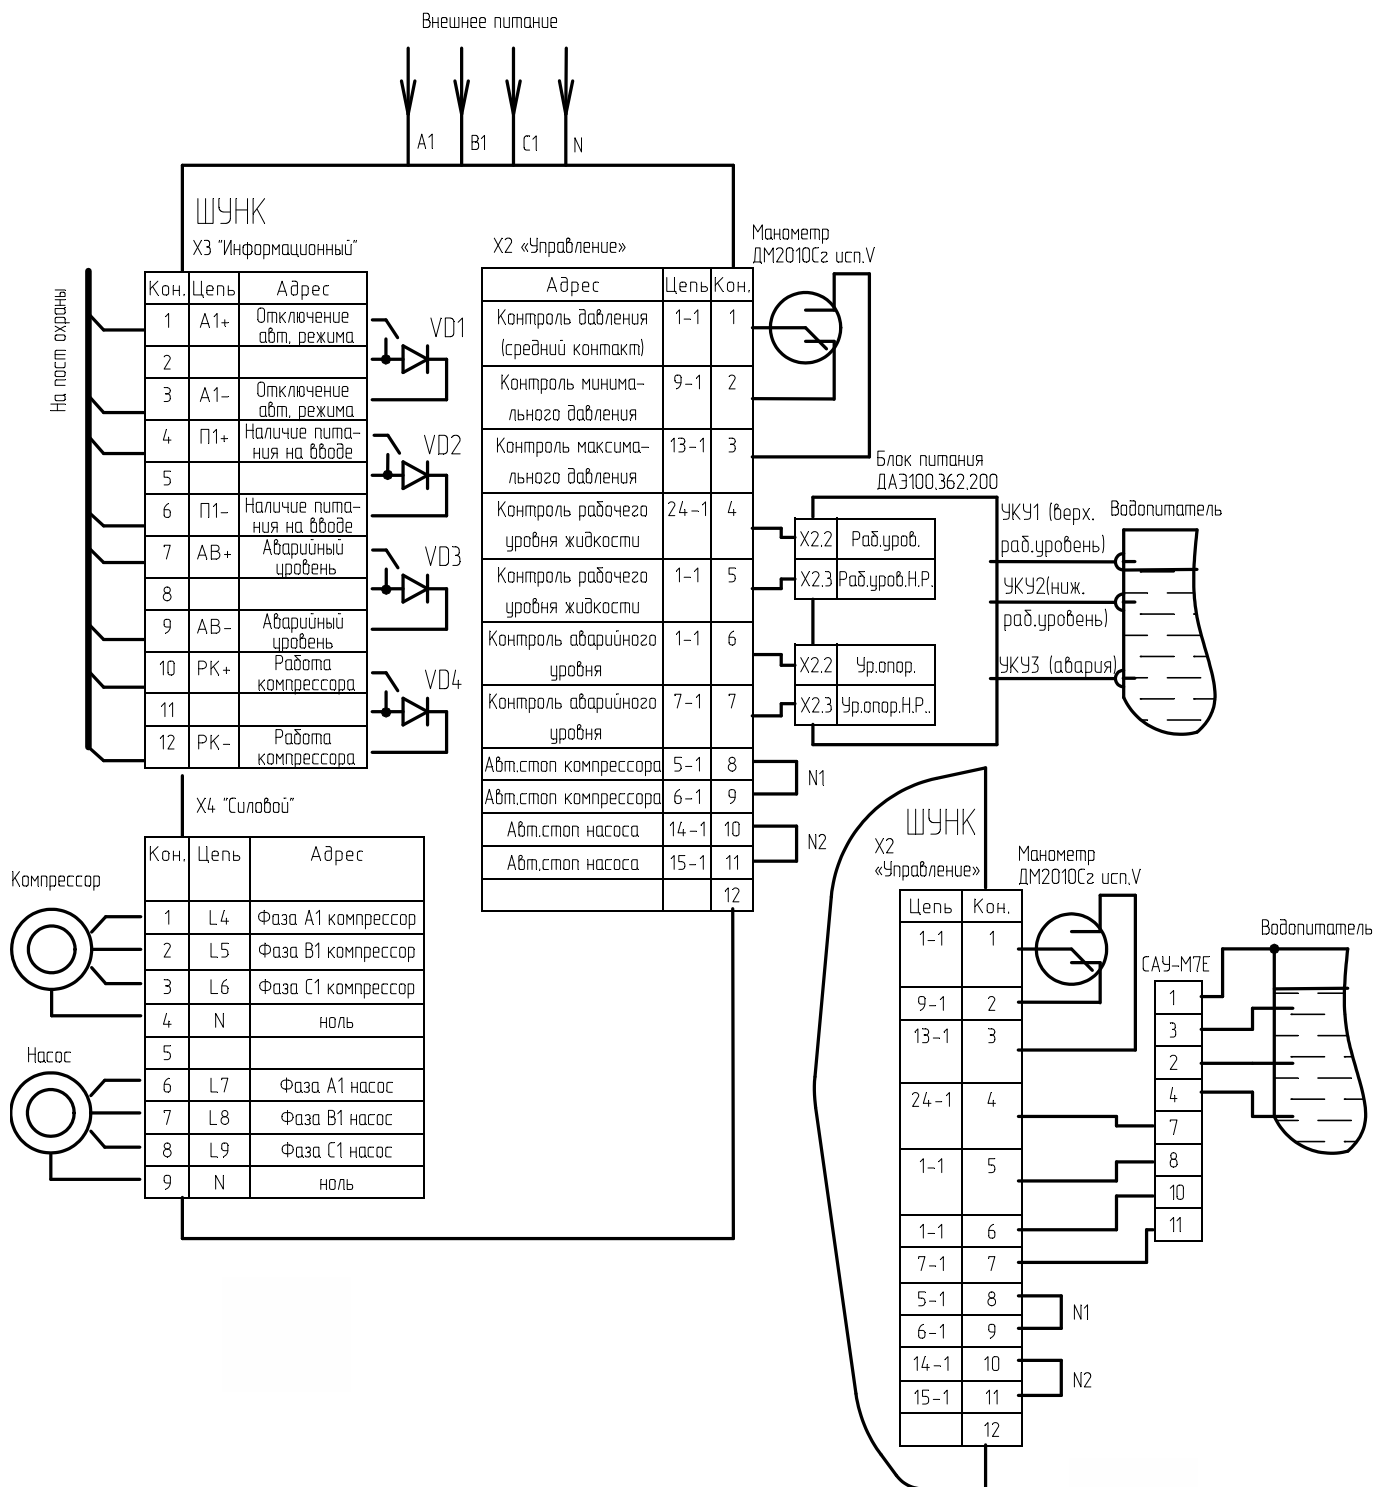 Внешнее питание
А1
В1
С1
N
ШУНК
Х3 "Информационный"
На пост охраны
Кон. Цепь Адрес
1 А1+ Отключение
авт. режима
2
3 А1- Отключение
авт. режима
4 П1+ Наличие пита-
ния на вводе
5
6 П1- Наличие пита-
ния на вводе
7 АВ+ Аварийный
уровень
8
9 АВ- Аварийный
уровень
10 РК+ Работа
компрессора
11
12 РК- Работа
компрессора
VD1
VD2
VD3
VD4
Х2 «Управление»
Адрес Цепь Кон.
Контроль давления 1-1 1
(средний контакт)
Контроль минима- 9-1 2
льного давления
Контроль максима- 13-1 3
льного давления
Контроль рабочего 24-1 4
уровня жидкости
Контроль рабочего 1-1 5
уровня жидкости
Контроль аварийного 1-1 6
уровня
Контроль аварийного 7-1 7
уровня
Авт.стоп компрессора 5-1 8
Авт.стоп компрессора 6-1 9
Авт.стоп насоса 14-1 10
Авт.стоп насоса 15-1 11
12
N1
N2
Манометр
ДМ2010Сг исп.V
Блок питания
ДАЭ100.362.200
Х2.2 Раб.уров.
Х2.3 Раб.уров.Н.Р.
Х2.2 Ур.опор.
Х2.3 Ур.опор.Н.Р..
УКУ1 (верх.
раб.уровень)
УКУ2(ниж.
раб.уровень)
УКУ3 (авария)
Водопитатель
Х4 "Силовой"
Кон. Цепь Адрес
1 L4 Фаза А1 компрессор
2 L5 Фаза В1 компрессор
3 L6 Фаза С1 компрессор
4 N ноль
5
6 L7 Фаза А1 насос
7 L8 Фаза В1 насос
8 L9 Фаза С1 насос
9 N ноль
Компрессор
Насос
ШУНК
Х2
«Управление»
Цепь Кон.
1-1 1
9-1 2
13-1 3
24-1 4
1-1 5
1-1 6
7-1 7
5-1 8
6-1 9
14-1 10
15-1 11
12
N1
N2
Манометр
ДМ2010Сг исп.V
САУ-М7Е
1
3
2
4
7
8
10
11
Водопитатель